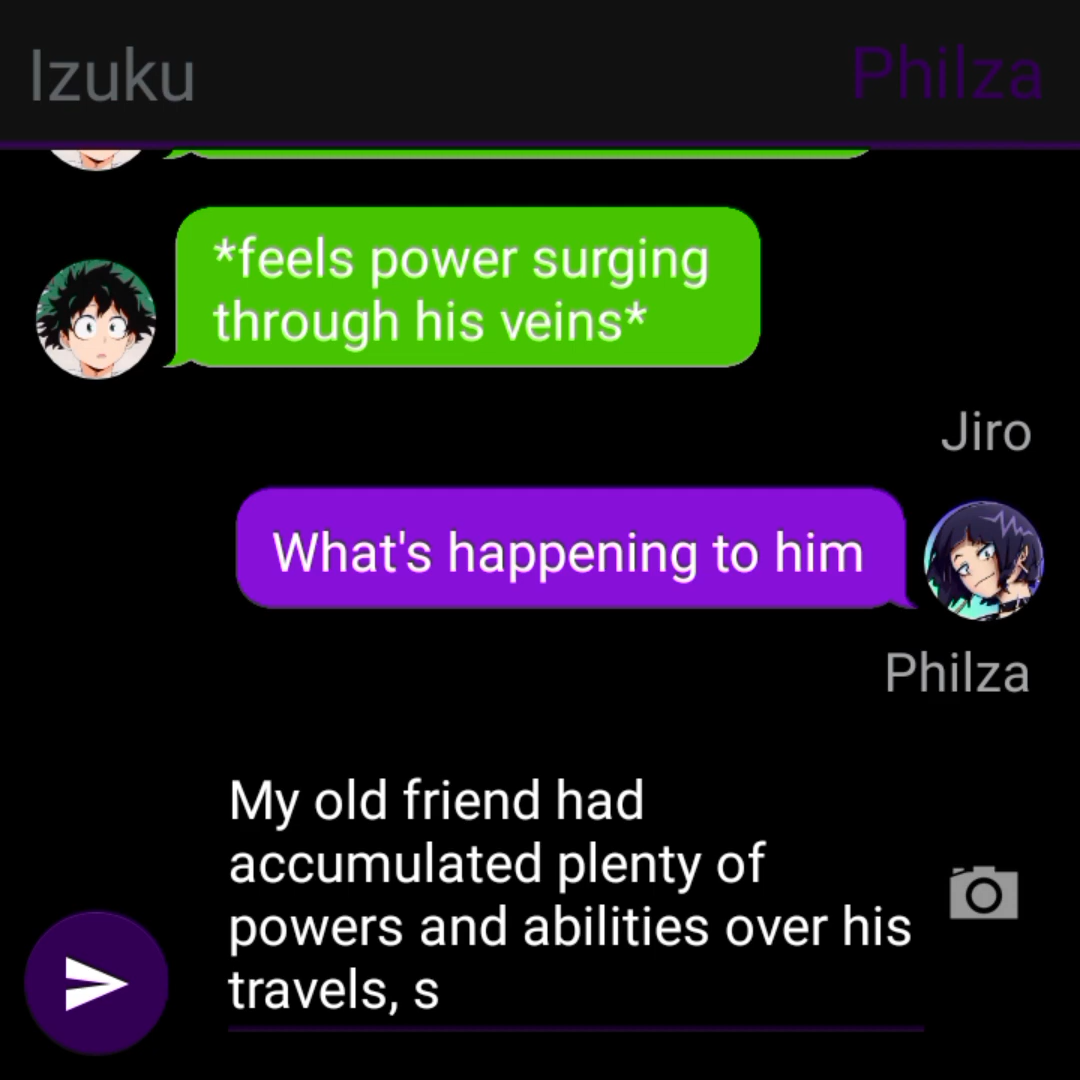 Izuku
Philza
*feels power surging
through his veins*
Jiro
What's happening to him
Philza
My old friend had
accumulated plenty of
powers and abilities over his
travels, s